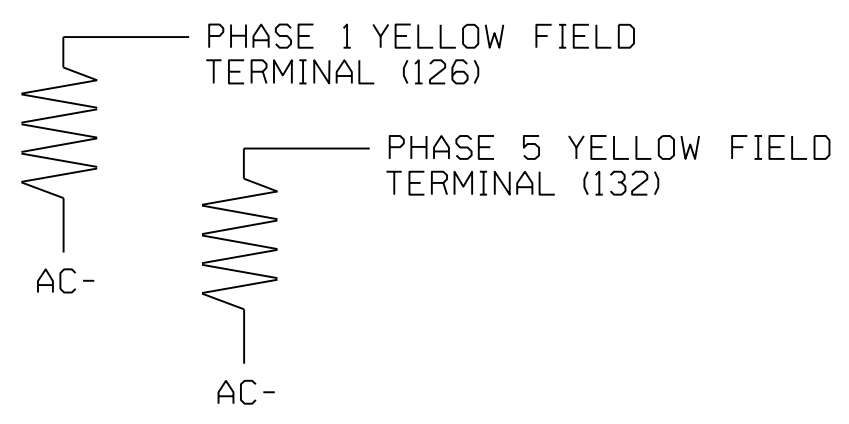 PHASE 1 YELLOW FIELD
TERMINAL (126)
AC-
PHASE 5 YELLOW FIELD
TERMINAL (132)
AC-